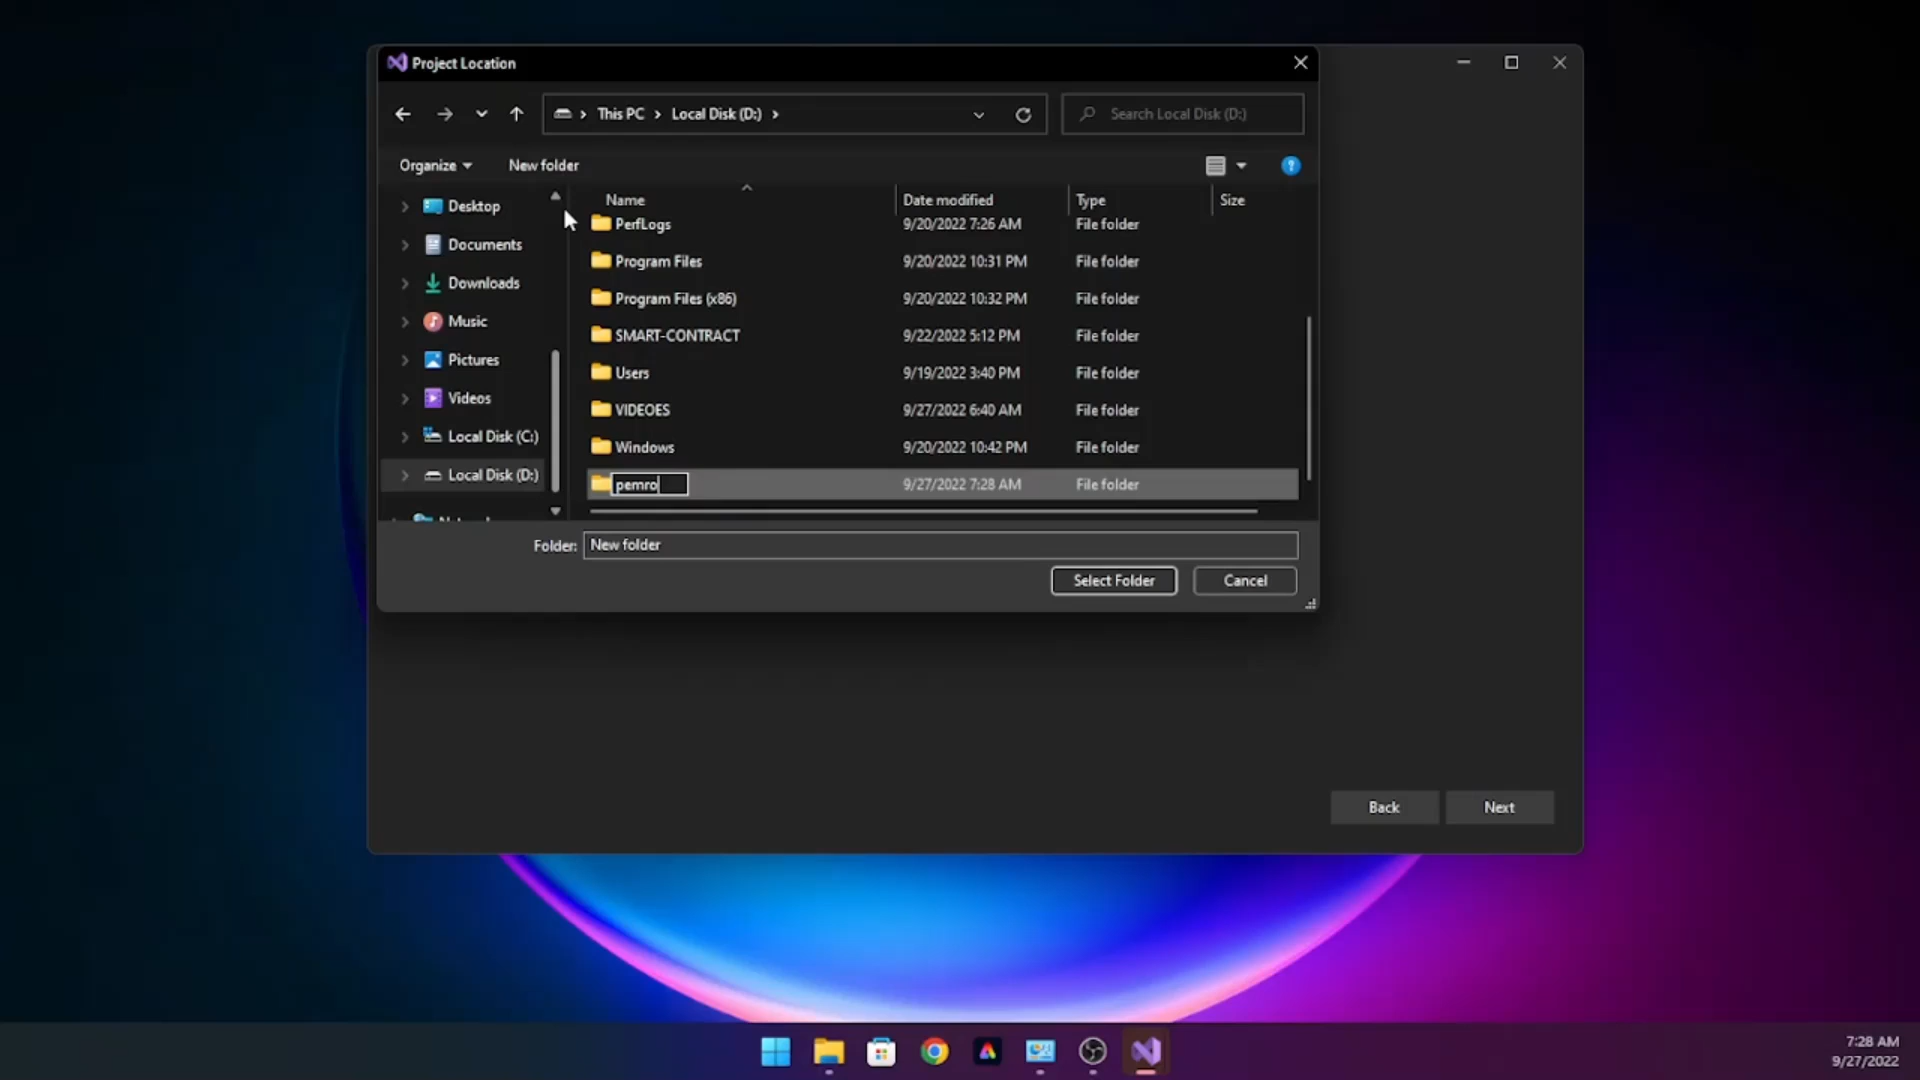 Project Location
This PC > Local Disk (D:) >
Search Local Disk (D:)
Organize
New folder
Name
Date modified
Type
Size
Desktop
Documents
Downloads
Music
Pictures
Videos
Local Disk (C:)
Local Disk (D:)
PerfLogs 9/20/2022 7:26 AM File folder
Program Files 9/20/2022 10:31 PM File folder
Program Files (x86) 9/20/2022 10:32 PM File folder
SMART-CONTRACT 9/22/2022 5:12 PM File folder
Users 9/19/2022 3:40 PM File folder
VIDEOES 9/27/2022 6:40 AM File folder
Windows 9/20/2022 10:42 PM File folder
pemro 9/27/2022 7:28 AM File folder
Folder: New folder
Select Folder
Cancel
Back
Next
7:28 AM
9/27/2022